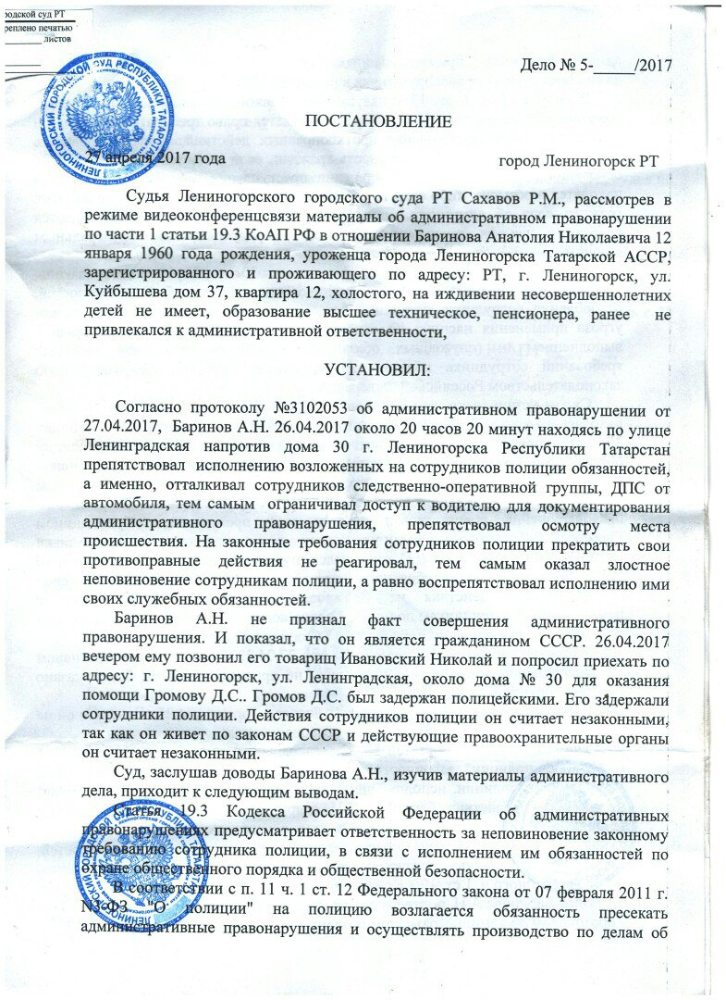 родской суд РТ
реплено печатью
листов
ЛЕНИНОГОРСКИЙ ГОРОДСКОЙ СУД РЕСПУБЛИКИ ТАТАРСТАН
Дело № 5-_____/2017
ПОСТАНОВЛЕНИЕ
27 апреля 2017 года город Лениногорск РТ
Судья Лениногорского городского суда РТ Сахавов Р.М., рассмотрев в
режиме видеоконференцсвязи материалы об административном правонарушении
по части 1 статьи 19.3 КоАП РФ в отношении Баринова Анатолия Николаевича 12
января 1960 года рождения, уроженца города Лениногорска Татарской АССР,
зарегистрированного и проживающего по адресу: РТ, г. Лениногорск, ул.
Куйбышева дом 37, квартира 12, холостого, на иждивении несовершеннолетних
детей не имеет, образование высшее техническое, пенсионера, ранее не
привлекался к административной ответственности,
УСТАНОВИЛ:
Согласно протоколу №3102053 об административном правонарушении от
27.04.2017, Баринов А.Н. 26.04.2017 около 20 часов 20 минут находясь по улице
Ленинградская напротив дома 30 г. Лениногорска Республики Татарстан
препятствовал исполнению возложенных на сотрудников полиции обязанностей,
а именно, отталкивал сотрудников следственно-оперативной группы, ДПС от
автомобиля, тем самым ограничивал доступ к водителю для документирования
административного правонарушения, препятствовал осмотру места
происшествия. На законные требования сотрудников полиции прекратить свои
противоправные действия не реагировал, тем самым оказал злостное
неповиновение сотрудникам полиции, а равно воспрепятствовал исполнению ими
своих служебных обязанностей.
Баринов А.Н. не признал факт совершения административного
правонарушения. И показал, что он является гражданином СССР. 26.04.2017
вечером ему позвонил его товарищ Ивановский Николай и попросил приехать по
адресу: г. Лениногорск, ул. Ленинградская, около дома № 30 для оказания
помощи Громову Д.С.. Громов Д.С. был задержан полицейскими. Его задержали
сотрудники полиции. Действия сотрудников полиции он считает незаконными,
так как он живет по законам СССР и действующие правоохранительные органы
он считает незаконными.
Суд, заслушав доводы Баринова А.Н., изучив материалы административного
дела, приходит к следующим выводам.
Статья 19.3 Кодекса Российской Федерации об административных
правонарушениях предусматривает ответственность за неповиновение законному
требованию сотрудника полиции, в связи с исполнением им обязанностей по
охране общественного порядка и общественной безопасности.
В соответствии с п. 11 ч. 1 ст. 12 Федерального закона от 07 февраля 2011 г.
N3-ФЗ "О полиции" на полицию возлагается обязанность пресекать
административные правонарушения и осуществлять производство по делам об